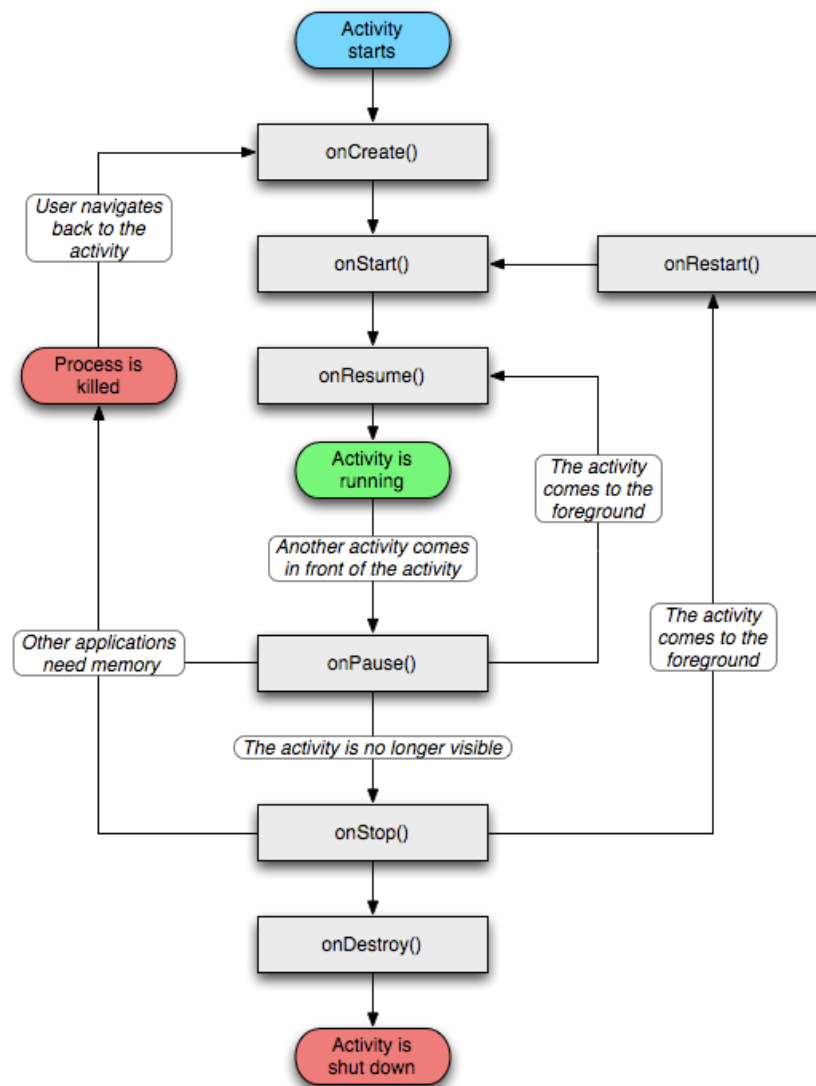 Activity
starts
onCreate()
User navigates
back to the
activity
onStart()
onRestart()
Process is
killed
onResume()
Activity is
running
The activity
comes to the
foreground
Another activity comes
in front of the activity
The activity
comes to the
foreground
Other applications
need memory
onPause()
The activity is no longer visible
onStop()
onDestroy()
Activity is
shut down